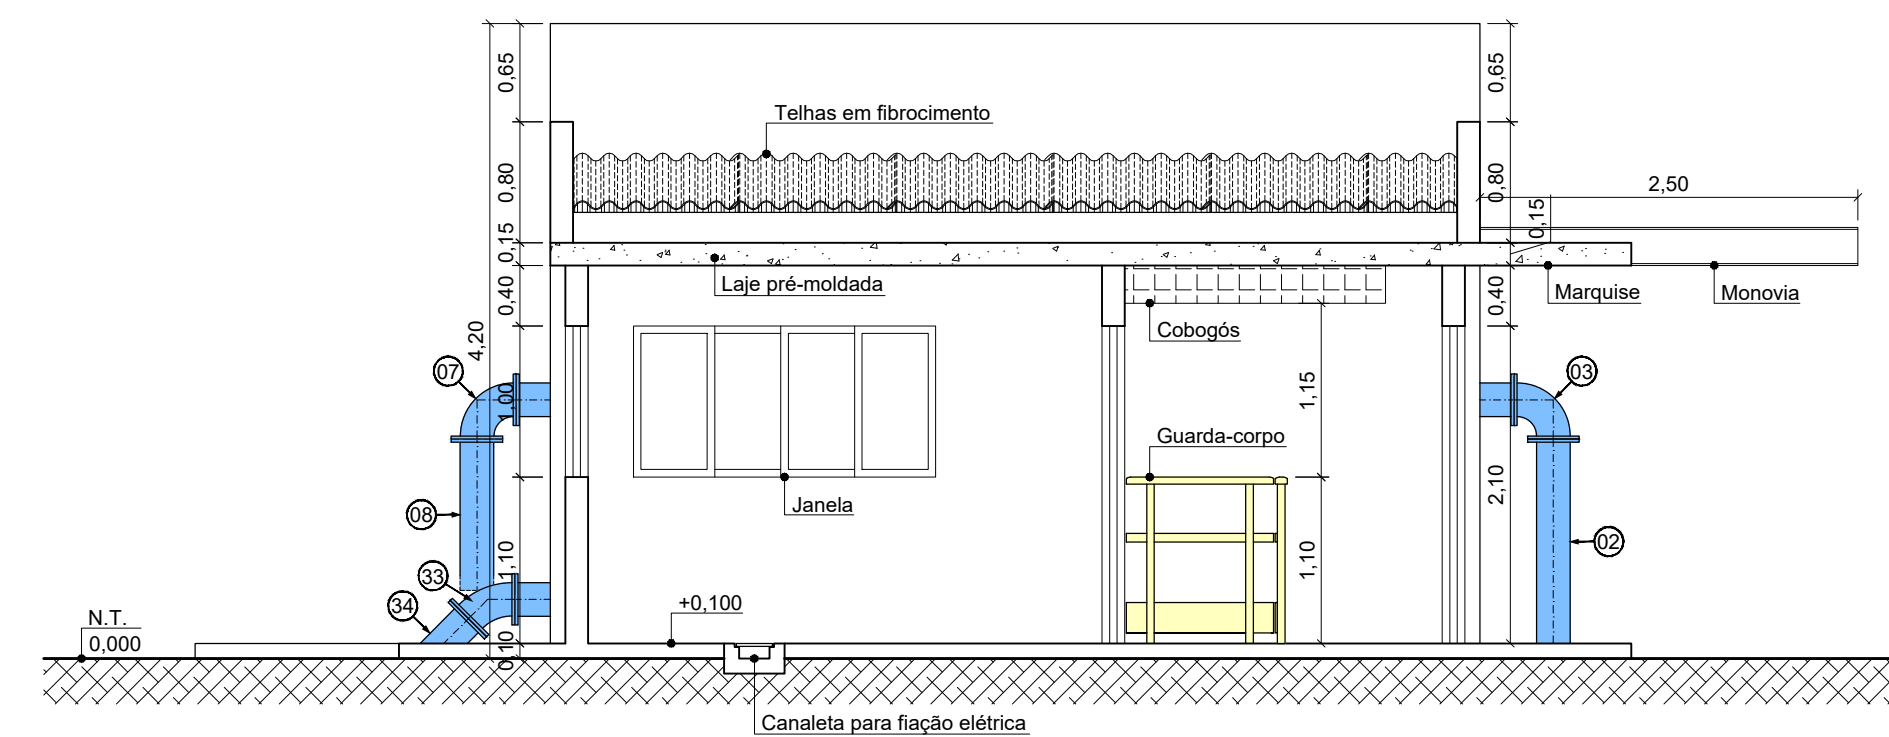 0,65
0,65
Telhas em fibrocimento
0,80
0,80
2,50
0,15
0,15
Laje pré-moldada
0,40
0,40
Marquise
Monovia
Cobogós
4,20
07
1,00
03
1,15
Guarda-corpo
Janela
2,10
08
02
1,10
1,10
33
34
+0,100
N.T.
0,000
0,10
Canaleta para fiação elétrica